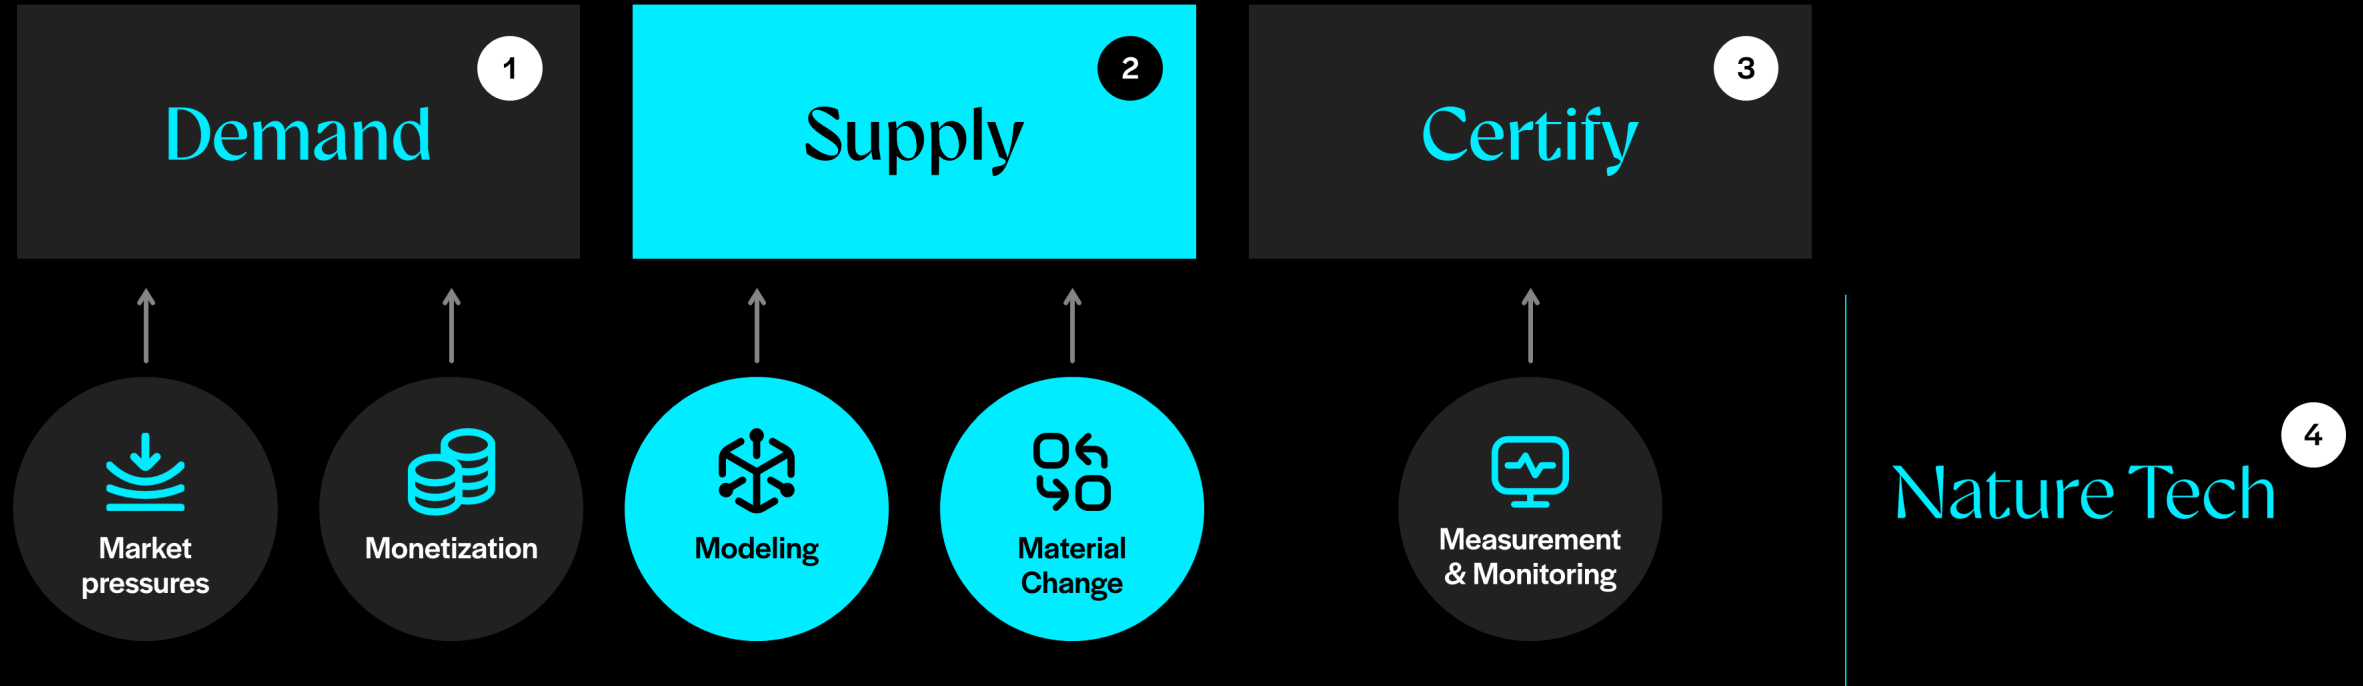 1
Demand
2
Supply
3
Certify
Market
pressures
Monetization
Modeling
Material
Change
Measurement
& Monitoring
4
Nature Tech